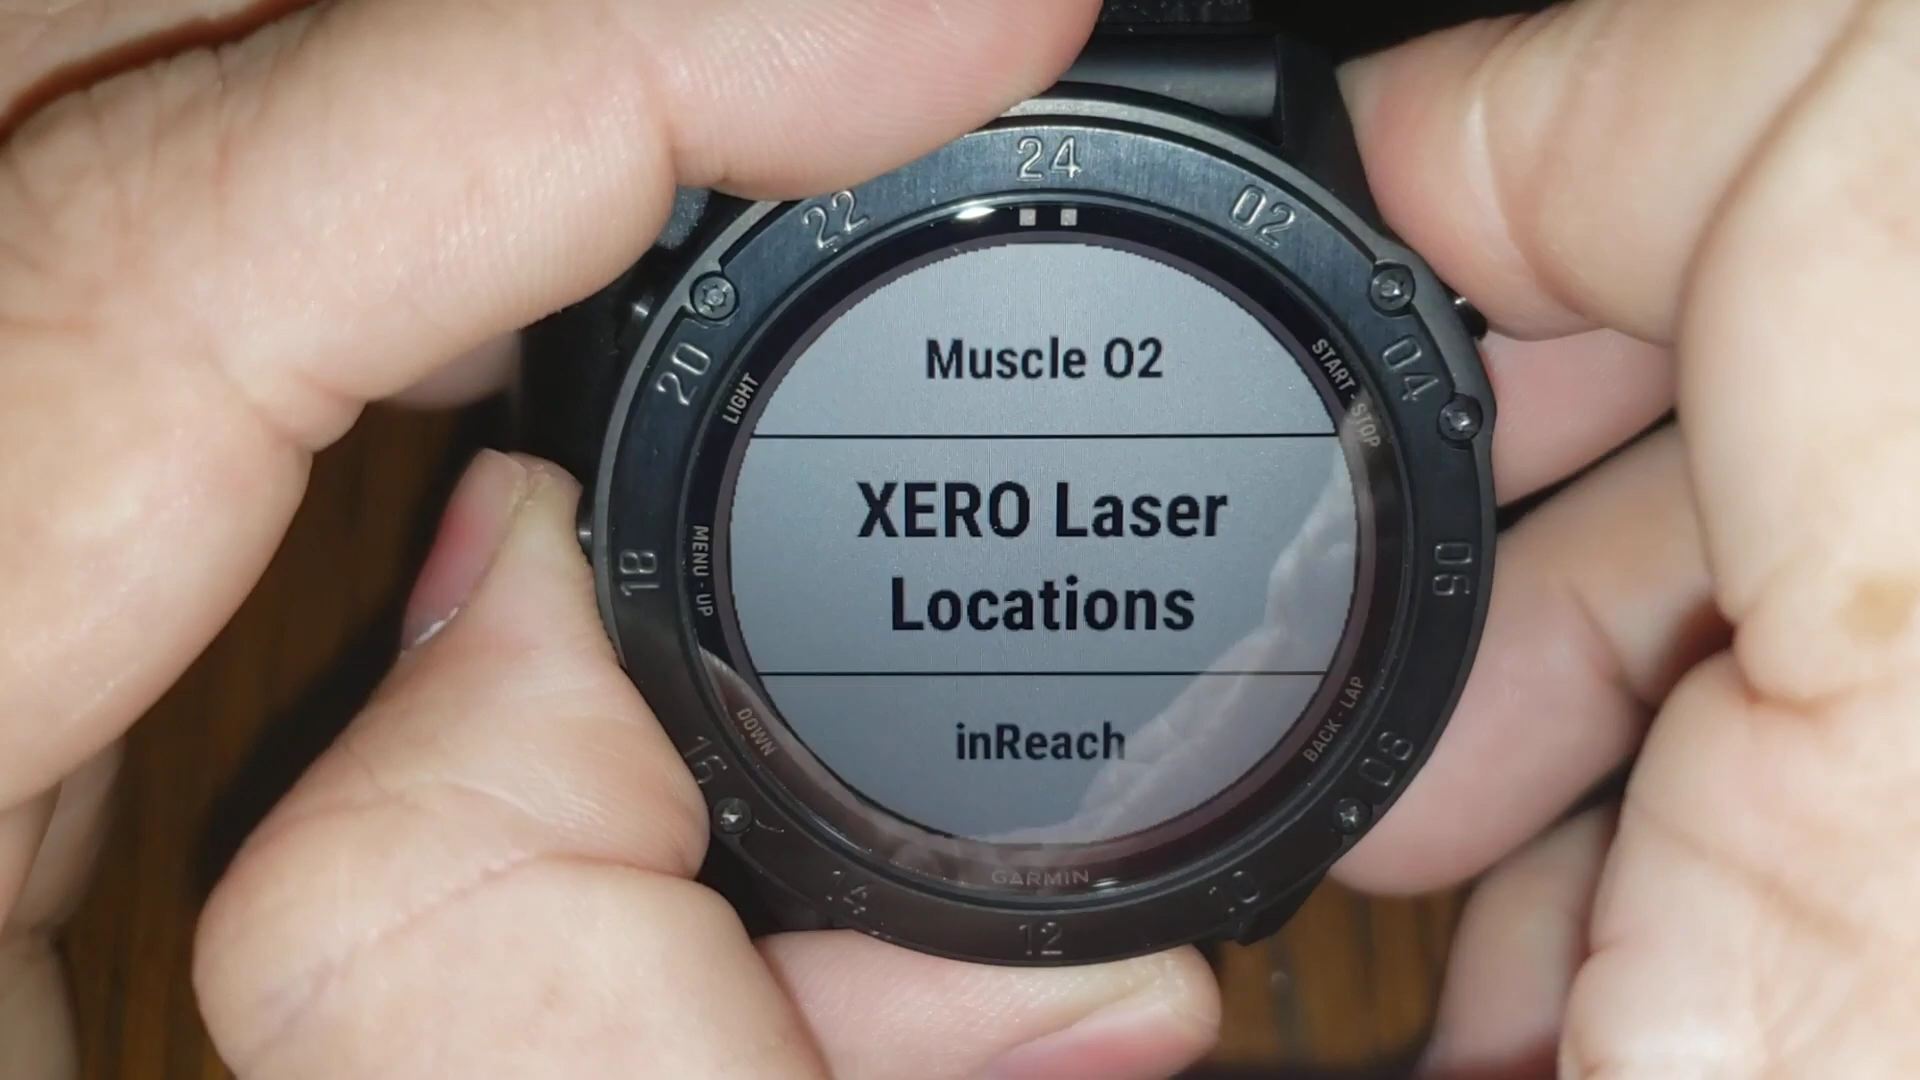 24
22
02
20
04
LIGHT
START - STOP
Muscle O2
XERO Laser
Locations
inReach
18
MENU - UP
06
DOWN
BACK - LAP
16
08
GARMIN
14
10
12